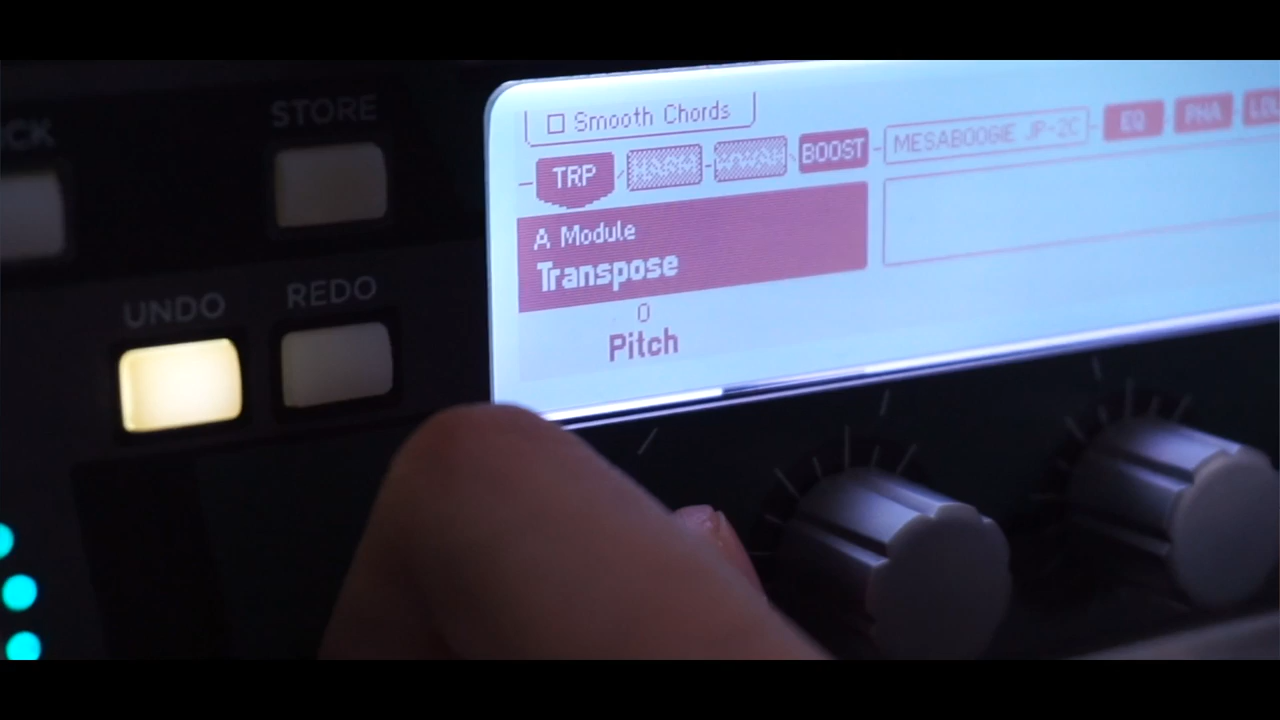 STORE
UNDO
REDO
Smooth Chords
TRP
BOOST
MESABOOGIE JP-2C
EQ
PHA
A Module
Transpose
0
Pitch